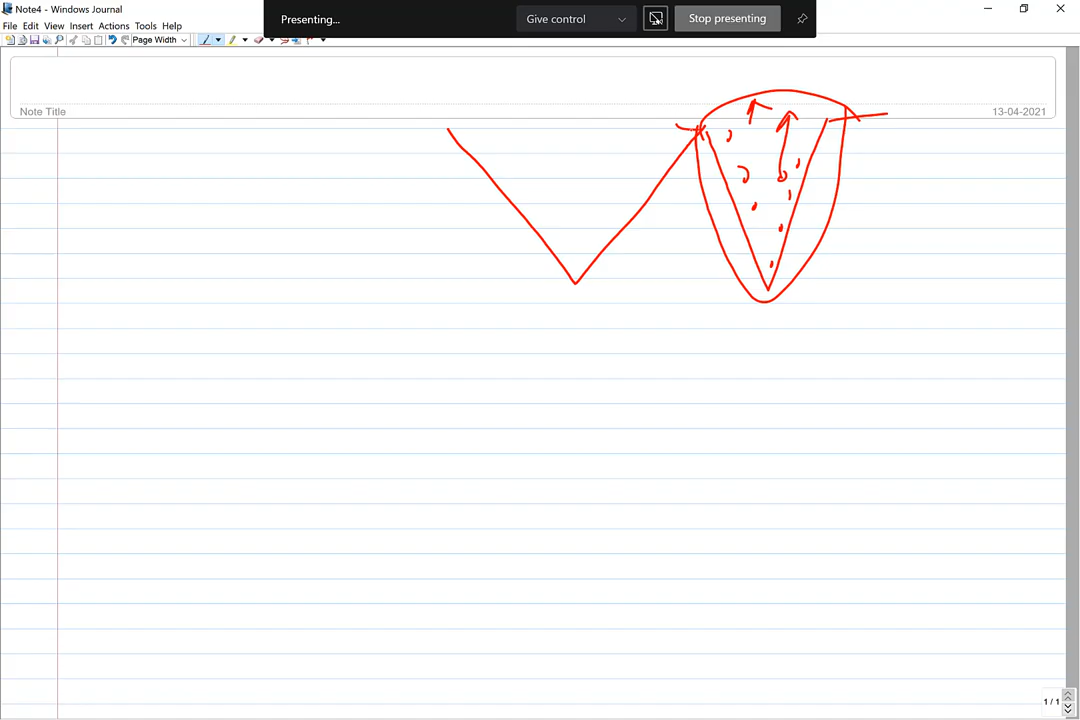 Note4 - Windows Journal
Presenting...
Give control
Stop presenting
File Edit View Insert Actions Tools Help
Page Width
Note Title
13-04-2021
1 / 1